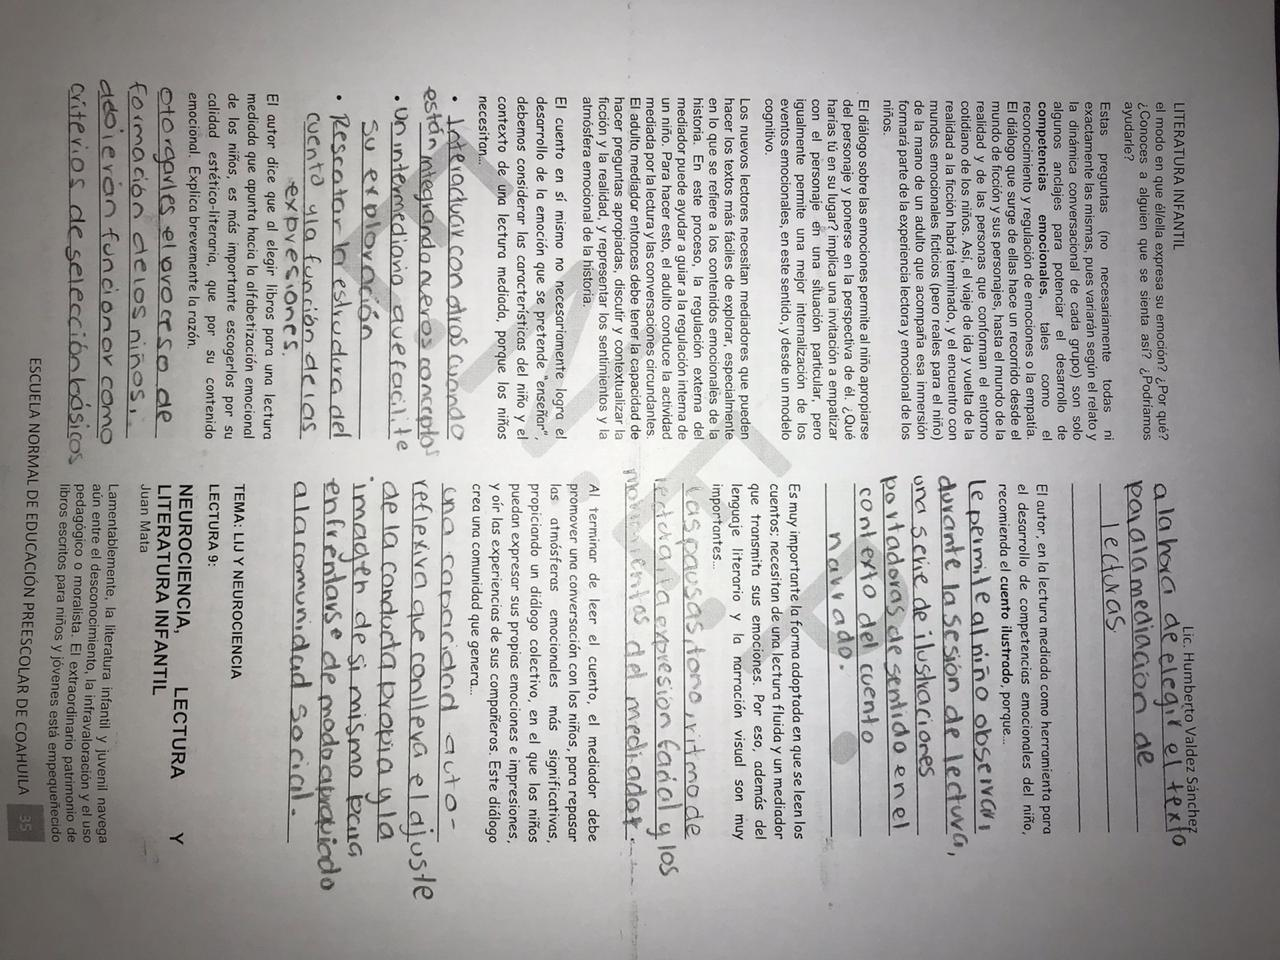 LITERATURA INFANTIL
Lic. Humberto Valdez Sánchez
el modo en que él/ella expresa su emoción? ¿Por qué?
¿Conoces a alguien que se sienta así? ¿Podríamos
ayudarle?
Estas preguntas (no necesariamente todas ni
exactamente las mismas, pues variarán según el relato y
la dinámica conversacional de cada grupo) son solo
algunos anclajes para potenciar el desarrollo de
competencias emocionales, tales como el
reconocimiento y regulación de emociones o la empatía.
El diálogo que surge de ellas hace un recorrido desde el
mundo de ficción y sus personajes, hasta el mundo de la
realidad y de las personas que conforman el entorno
cotidiano de los niños. Así, el viaje de ida y vuelta de la
realidad a la ficción habrá terminado, y el encuentro con
mundos emocionales ficticios (pero reales para el niño)
de la mano de un adulto que acompaña esa inmersión
formará parte de la experiencia lectora y emocional de los
niños.
El diálogo sobre las emociones permite al niño apropiarse
del personaje y ponerse en la perspectiva de él. ¿Qué
harías tú en su lugar? implica una invitación a empatizar
con el personaje en una situación particular, pero
igualmente permite una mejor internalización de los
eventos emocionales, en este sentido, y desde un modelo
cognitivo.
Los nuevos lectores necesitan mediadores que pueden
hacer los textos más fáciles de explorar, especialmente
en lo que se refiere a los contenidos emocionales de la
historia. En este proceso, la regulación externa del
mediador puede ayudar a guiar a la regulación interna de
un niño. Para hacer esto, el adulto conduce la actividad
mediada por la lectura y las conversaciones circundantes.
El adulto mediador entonces debe tener la capacidad de
hacer preguntas apropiadas, discutir y contextualizar la
ficción y la realidad, y representar los sentimientos y la
atmósfera emocional de la historia.
El cuento en sí mismo no necesariamente logra el
desarrollo de la emoción que se pretende "enseñar",
debemos considerar las características del niño y el
contexto de una lectura mediada, porque los niños
necesitan...
• Interactuar con otros cuando
están integrando nuevos conceptos
• Un intermediario que facilite
su exploración
• Rescatar la estructura del
cuento y la función de las
expresiones.
El autor dice que al elegir libros para una lectura
mediada que apunta hacia la alfabetización emocional
de los niños, es más importante escogerlos por su
calidad estético-literaria, que por su contenido
emocional. Explica brevemente la razón.
otorgarles el proceso de
formación de los niños,
debieran funcionar como
criterios de selección básicos
a la hora de elegir el texto
para la mediación de
lecturas
El autor, en la lectura mediada como herramienta para
el desarrollo de competencias emocionales del niño,
recomienda el cuento ilustrado, porque...
le permite al niño observar,
durante la sesión de lectura,
una serie de ilustraciones
portadoras de sentido en el
contexto del cuento
narrado.
Es muy importante la forma adoptada en que se leen los
cuentos: necesitan de una lectura fluida y un mediador
que transmita sus emociones. Por eso, además del
lenguaje literario y la narración visual son muy
importantes...
Las pausas, tono, ritmo de
lectura, la expresión facial y los
movimientos del mediador.
Al terminar de leer el cuento, el mediador debe
promover una conversación con los niños, para repasar
las atmósferas emocionales más significativas,
propiciando un diálogo colectivo, en el que los niños
puedan expresar sus propias emociones e impresiones,
y oír las experiencias de sus compañeros. Este diálogo
crea una comunidad que genera...
una capacidad auto-
reflexiva que conlleva el ajuste
de la conducta propia y la
imagen de sí mismo para
enfrentarse de modo apropiado
a la comunidad social.
TEMA: LIJ Y NEUROCIENCIA
LECTURA 9:
NEUROCIENCIA, LECTURA Y
LITERATURA INFANTIL
Juan Mata
Lamentablemente, la literatura infantil y juvenil navega
aún entre el desconocimiento, la infravaloración y el uso
pedagógico o moralista. El extraordinario patrimonio de
libros escritos para niños y jóvenes está empequeñecido
ESCUELA NORMAL DE EDUCACIÓN PREESCOLAR DE COAHUILA 35